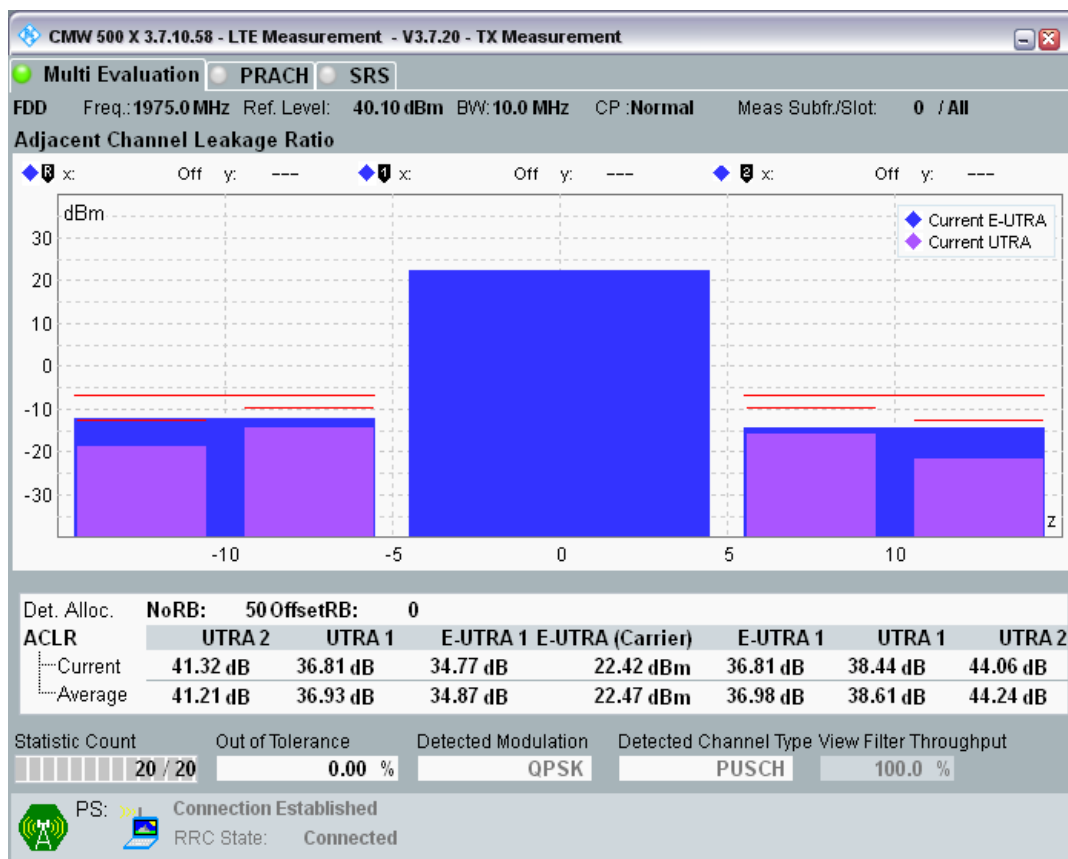 CMW 500 X 3.7.10.58 - LTE Measurement - V3.7.20 - TX Measurement
Multi Evaluation PRACH SRS
FDD Freq.: 1975.0 MHz Ref. Level: 40.10 dBm BW: 10.0 MHz CP : Normal Meas Subfr./Slot: 0 / All
Adjacent Channel Leakage Ratio
R x: Off y: --- 1 x: Off y: --- 2 x: Off y: ---
dBm
Current E-UTRA
Current UTRA
30
20
10
0
-10
-20
-30
z
-10 -5 0 5 10
Det. Alloc. NoRB: 50 OffsetRB: 0
ACLR UTRA 2 UTRA 1 E-UTRA 1 E-UTRA (Carrier) E-UTRA 1 UTRA 1 UTRA 2
Current 41.32 dB 36.81 dB 34.77 dB 22.42 dBm 36.81 dB 38.44 dB 44.06 dB
Average 41.21 dB 36.93 dB 34.87 dB 22.47 dBm 36.98 dB 38.61 dB 44.24 dB
Statistic Count Out of Tolerance Detected Modulation Detected Channel Type View Filter Throughput
20 / 20 0.00 % QPSK PUSCH 100.0 %
PS: Connection Established
RRC State: Connected